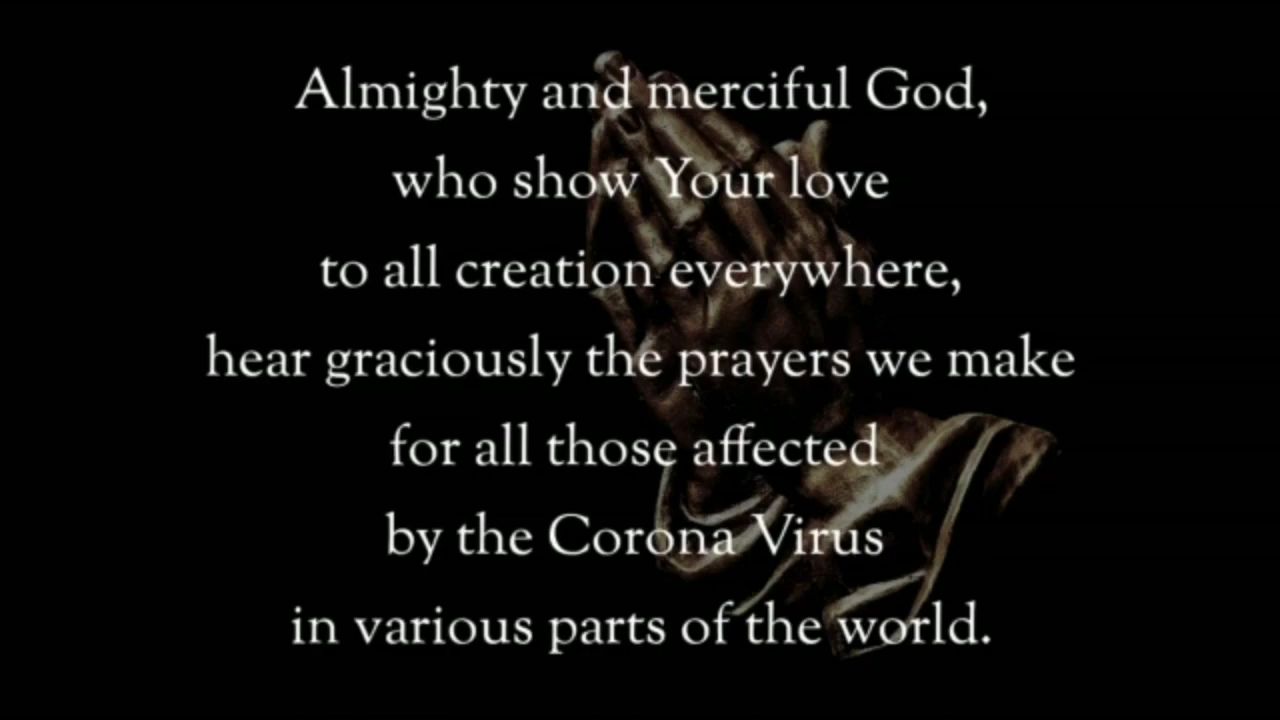 Almighty and merciful God,
who show Your love
to all creation everywhere,
hear graciously the prayers we make
for all those affected
by the Corona Virus
in various parts of the world.